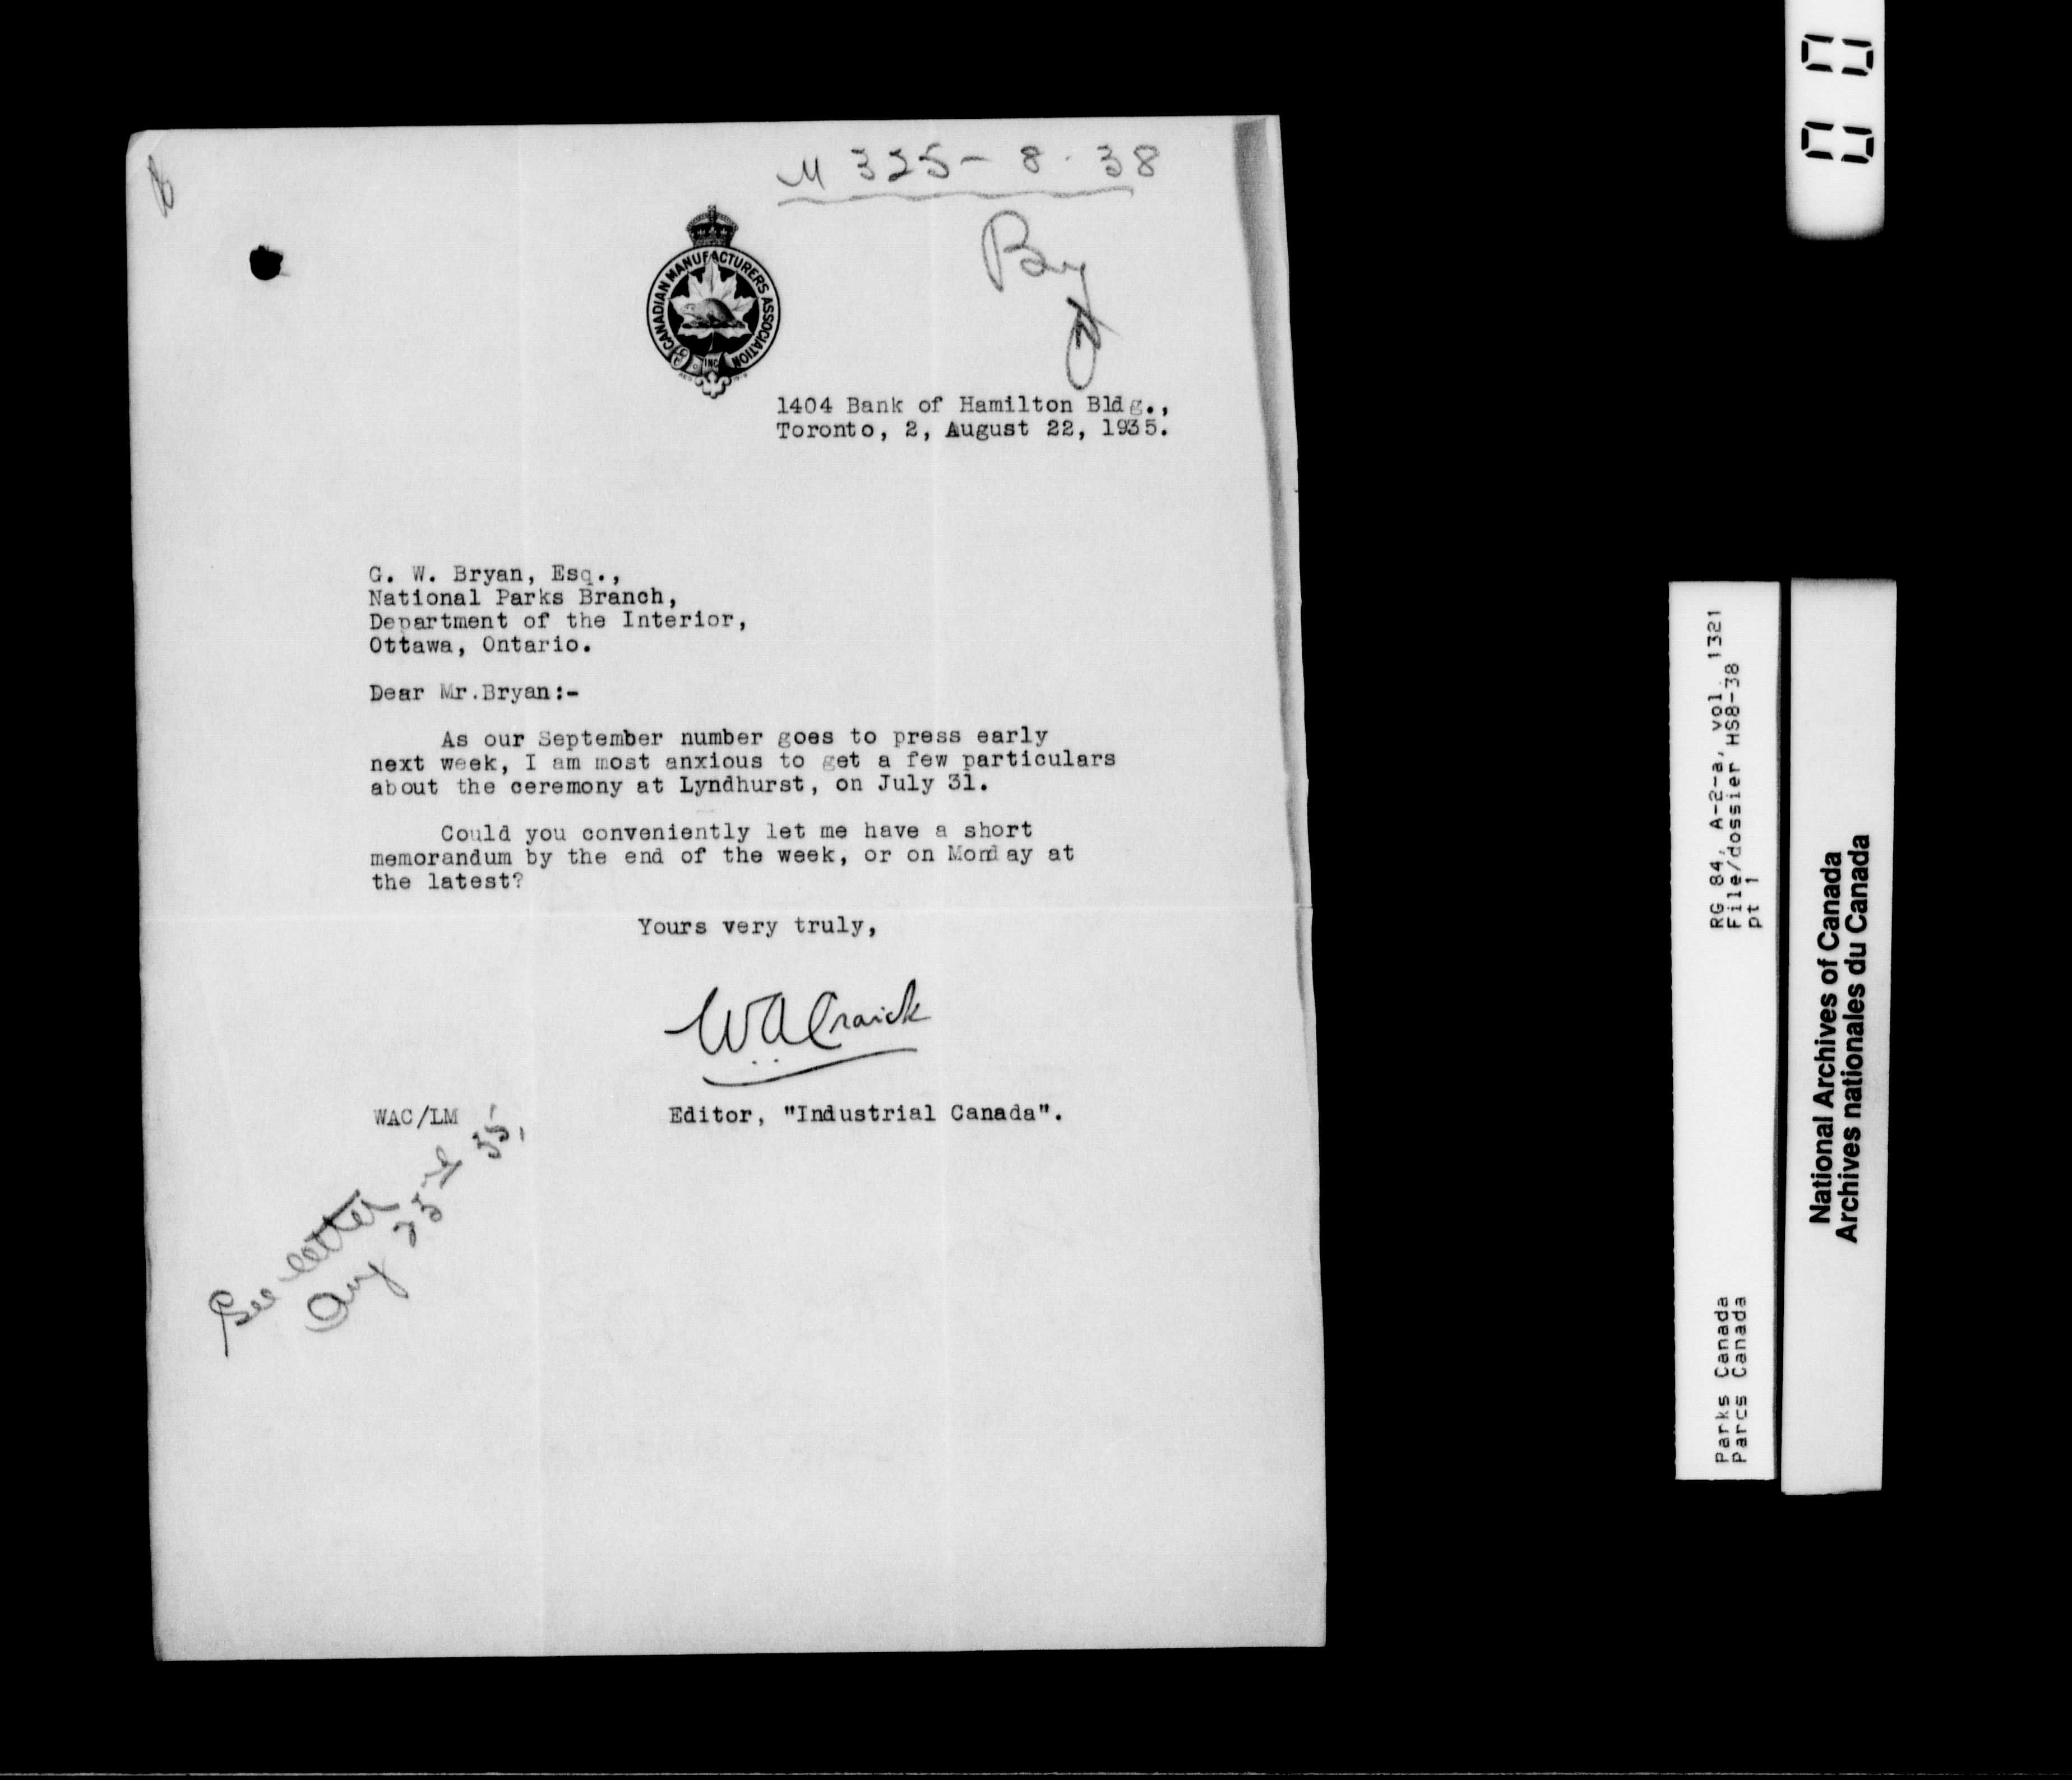 M 325-8.38
CANADIAN MANUFACTURERS ASSOCIATION
INC
1404 Bank of Hamilton Bldg.,
Toronto, 2, August 22, 1935.
G. W. Bryan, Esq.,
National Parks Branch,
Department of the Interior,
Ottawa, Ontario.
Dear Mr.Bryan:-
As our September number goes to press early
next week, I am most anxious to get a few particulars
about the ceremony at Lyndhurst, on July 31.
Could you conveniently let me have a short
memorandum by the end of the week, or on Monday at
the latest?
Yours very truly,
WACraick
WAC/LM
Editor, "Industrial Canada".
See letter
Aug 23rd 35.
RG 84, A-2-a, vol. 1321
File/dossier HS8-38
pt 1
Parks Canada
Parcs Canada
National Archives of Canada
Archives nationales du Canada